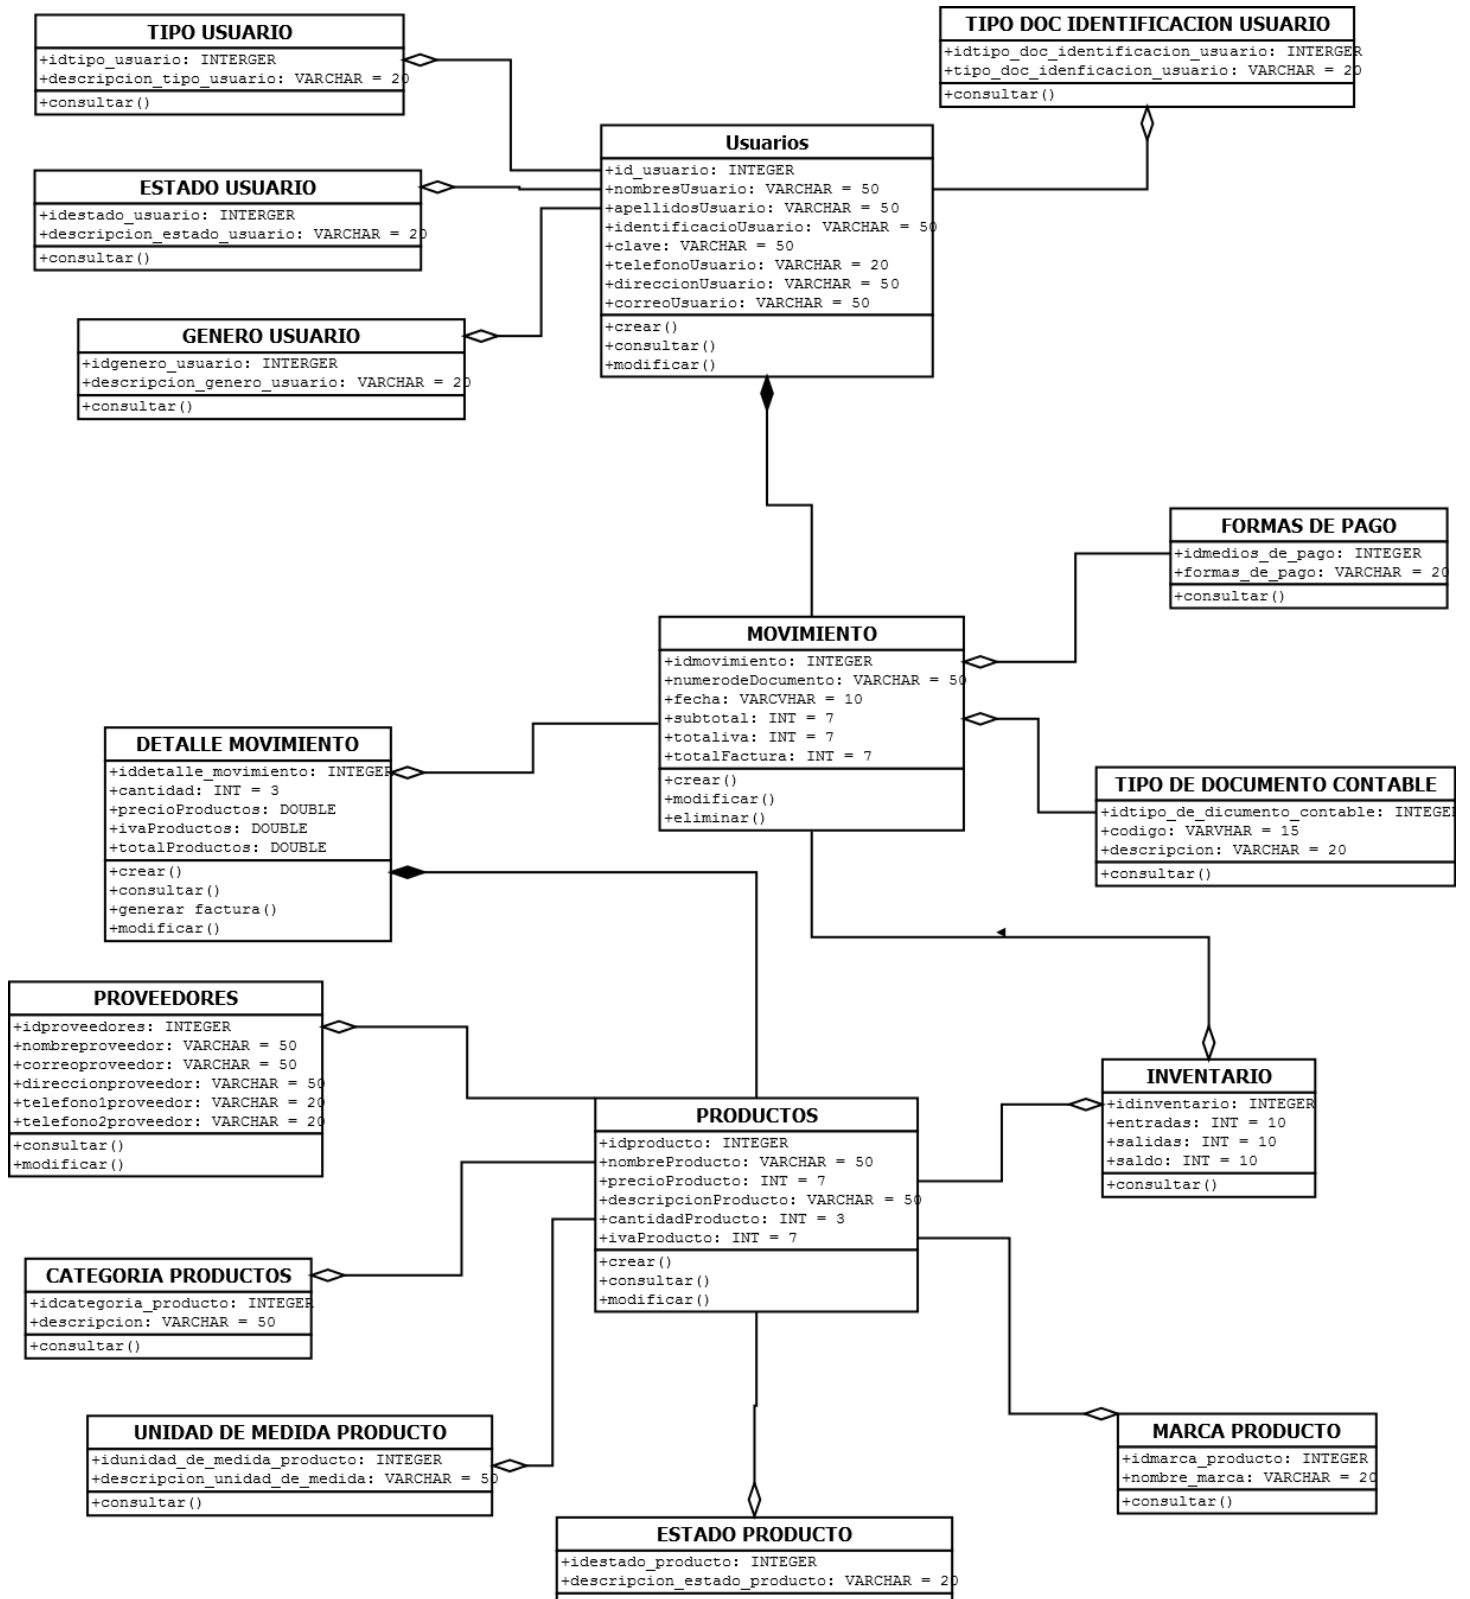 TIPO USUARIO
+idtipo_usuario: INTERGER
+descripcion_tipo_usuario: VARCHAR = 20
+consultar()
TIPO DOC IDENTIFICACION USUARIO
+idtipo_doc_identificacion_usuario: INTERGER
+tipo_doc_idenficacion_usuario: VARCHAR = 20
+consultar()
Usuarios
+id_usuario: INTEGER
+nombresUsuario: VARCHAR = 50
+apellidosUsuario: VARCHAR = 50
+identificacioUsuario: VARCHAR = 50
+clave: VARCHAR = 50
+telefonoUsuario: VARCHAR = 20
+direccionUsuario: VARCHAR = 50
+correoUsuario: VARCHAR = 50
+crear()
+consultar()
+modificar()
ESTADO USUARIO
+idestado_usuario: INTERGER
+descripcion_estado_usuario: VARCHAR = 20
+consultar()
GENERO USUARIO
+idgenero_usuario: INTERGER
+descripcion_genero_usuario: VARCHAR = 20
+consultar()
FORMAS DE PAGO
+idmedios_de_pago: INTEGER
+formas_de_pago: VARCHAR = 20
+consultar()
MOVIMIENTO
+idmovimiento: INTEGER
+numerodeDocumento: VARCHAR = 50
+fecha: VARCVHAR = 10
+subtotal: INT = 7
+totaliva: INT = 7
+totalFactura: INT = 7
+crear()
+modificar()
+eliminar()
DETALLE MOVIMIENTO
+iddetalle_movimiento: INTEGER
+cantidad: INT = 3
+precioProductos: DOUBLE
+ivaProductos: DOUBLE
+totalProductos: DOUBLE
+crear()
+consultar()
+generar factura()
+modificar()
TIPO DE DOCUMENTO CONTABLE
+idtipo_de_dicumento_contable: INTEGER
+codigo: VARVHAR = 15
+descripcion: VARCHAR = 20
+consultar()
PROVEEDORES
+idproveedores: INTEGER
+nombreproveedor: VARCHAR = 50
+correoproveedor: VARCHAR = 50
+direccionproveedor: VARCHAR = 50
+telefono1proveedor: VARCHAR = 20
+telefono2proveedor: VARCHAR = 20
+consultar()
+modificar()
INVENTARIO
+idinventario: INTEGER
+entradas: INT = 10
+salidas: INT = 10
+saldo: INT = 10
+consultar()
PRODUCTOS
+idproducto: INTEGER
+nombreProducto: VARCHAR = 50
+precioProducto: INT = 7
+descripcionProducto: VARCHAR = 50
+cantidadProducto: INT = 3
+ivaProducto: INT = 7
+crear()
+consultar()
+modificar()
CATEGORIA PRODUCTOS
+idcategoria_producto: INTEGER
+descripcion: VARCHAR = 50
+consultar()
UNIDAD DE MEDIDA PRODUCTO
+idunidad_de_medida_producto: INTEGER
+descripcion_unidad_de_medida: VARCHAR = 50
+consultar()
MARCA PRODUCTO
+idmarca_producto: INTEGER
+nombre_marca: VARCHAR = 20
+consultar()
ESTADO PRODUCTO
+idestado_producto: INTEGER
+descripcion_estado_producto: VARCHAR = 20